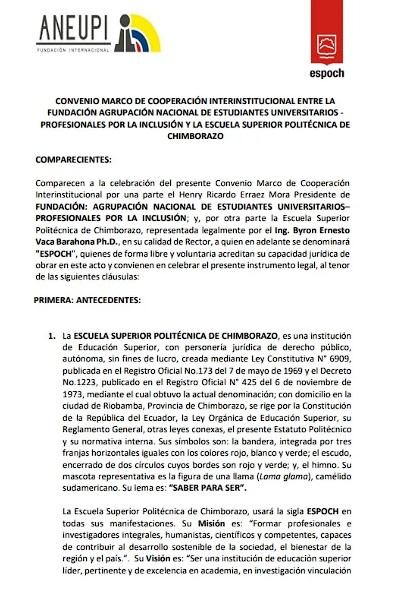 ANEUPI
FUNDACIÓN INTERNACIONAL
espoch
CONVENIO MARCO DE COOPERACIÓN INTERINSTITUCIONAL ENTRE LA
FUNDACIÓN AGRUPACIÓN NACIONAL DE ESTUDIANTES UNIVERSITARIOS -
PROFESIONALES POR LA INCLUSIÓN Y LA ESCUELA SUPERIOR POLITÉCNICA DE
CHIMBORAZO
COMPARECIENTES:
Comparecen a la celebración del presente Convenio Marco de Cooperación
Interinstitucional por una parte el Henry Ricardo Erraez Mora Presidente de
FUNDACIÓN: AGRUPACIÓN NACIONAL DE ESTUDIANTES UNIVERSITARIOS–
PROFESIONALES POR LA INCLUSIÓN; y, por otra parte la Escuela Superior
Politécnica de Chimborazo, representada legalmente por el Ing. Byron Ernesto
Vaca Barahona Ph.D., en su calidad de Rector, a quien en adelante se denominará
"ESPOCH", quienes de forma libre y voluntaria acreditan su capacidad jurídica de
obrar en este acto y convienen en celebrar el presente instrumento legal, al tenor
de las siguientes cláusulas:
PRIMERA: ANTECEDENTES:
1. La ESCUELA SUPERIOR POLITÉCNICA DE CHIMBORAZO, es una institución
de Educación Superior, con personería jurídica de derecho público,
autónoma, sin fines de lucro, creada mediante Ley Constitutiva N° 6909,
publicada en el Registro Oficial No.173 del 7 de mayo de 1969 y el Decreto
No.1223, publicado en el Registro Oficial N° 425 del 6 de noviembre de
1973, mediante el cual obtuvo la actual denominación; con domicilio en la
ciudad de Riobamba, Provincia de Chimborazo, se rige por la Constitución
de la República del Ecuador, la Ley Orgánica de Educación Superior, su
Reglamento General, otras leyes conexas, el presente Estatuto Politécnico
y su normativa interna. Sus símbolos son: la bandera, integrada por tres
franjas horizontales iguales con los colores rojo, blanco y verde; el escudo,
encerrado de dos círculos cuyos bordes son rojo y verde; y, el himno. Su
mascota representativa es la figura de una llama (Lama glama), camélido
sudamericano. Su lema es: "SABER PARA SER".
La Escuela Superior Politécnica de Chimborazo, usará la sigla ESPOCH en
todas sus manifestaciones. Su Misión es: "Formar profesionales e
investigadores integrales, humanistas, científicos y competentes, capaces
de contribuir al desarrollo sostenible de la sociedad, el bienestar de la
región y el país.". Su Visión es: "Ser una institución de educación superior
líder, pertinente y de excelencia en academia, en investigación vinculación